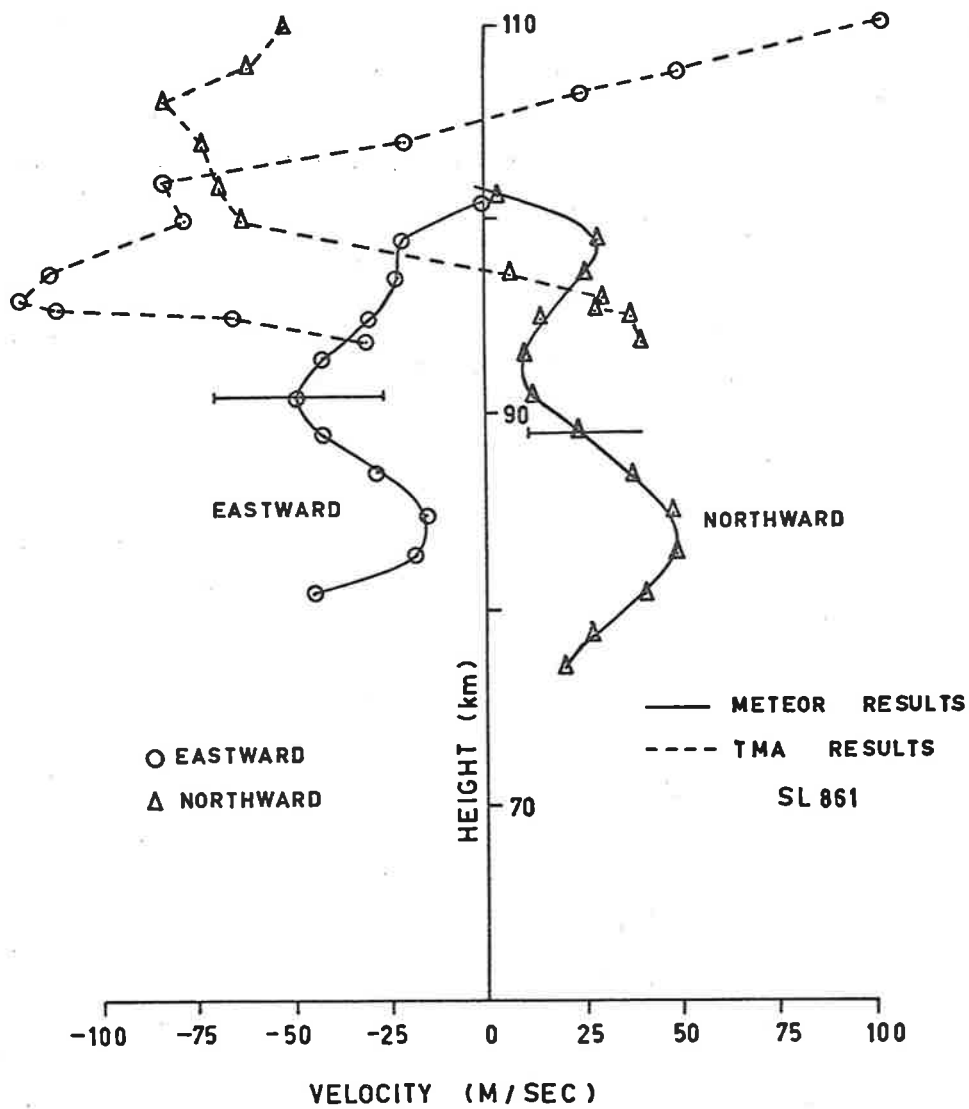 110
90
EASTWARD
NORTHWARD
HEIGHT (km)
METEOR RESULTS
TMA RESULTS
SL 861
EASTWARD
NORTHWARD
70
-100 -75 -50 -25 0 25 50 75 100
VELOCITY (M/SEC)